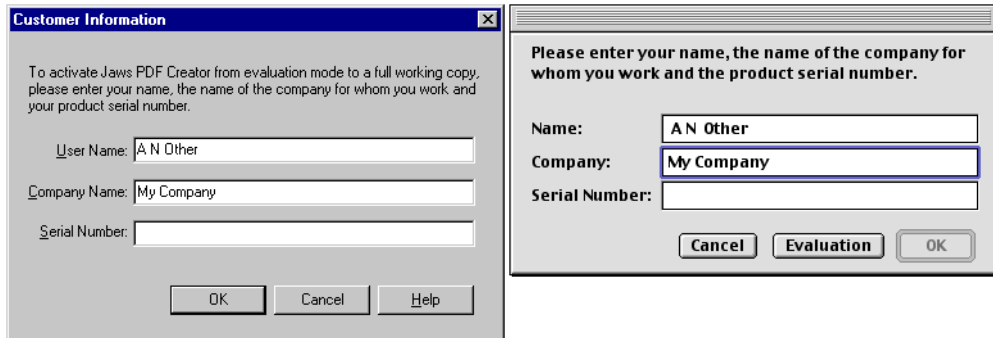 Customer Information
To activate Jaws PDF Creator from evaluation mode to a full working copy,
please enter your name, the name of the company for whom you work and
your product serial number.
User Name: A N Other
Company Name: My Company
Serial Number:
OK Cancel Help
Please enter your name, the name of the company for
whom you work and the product serial number.
Name: A N Other
Company: My Company
Serial Number:
Cancel Evaluation OK